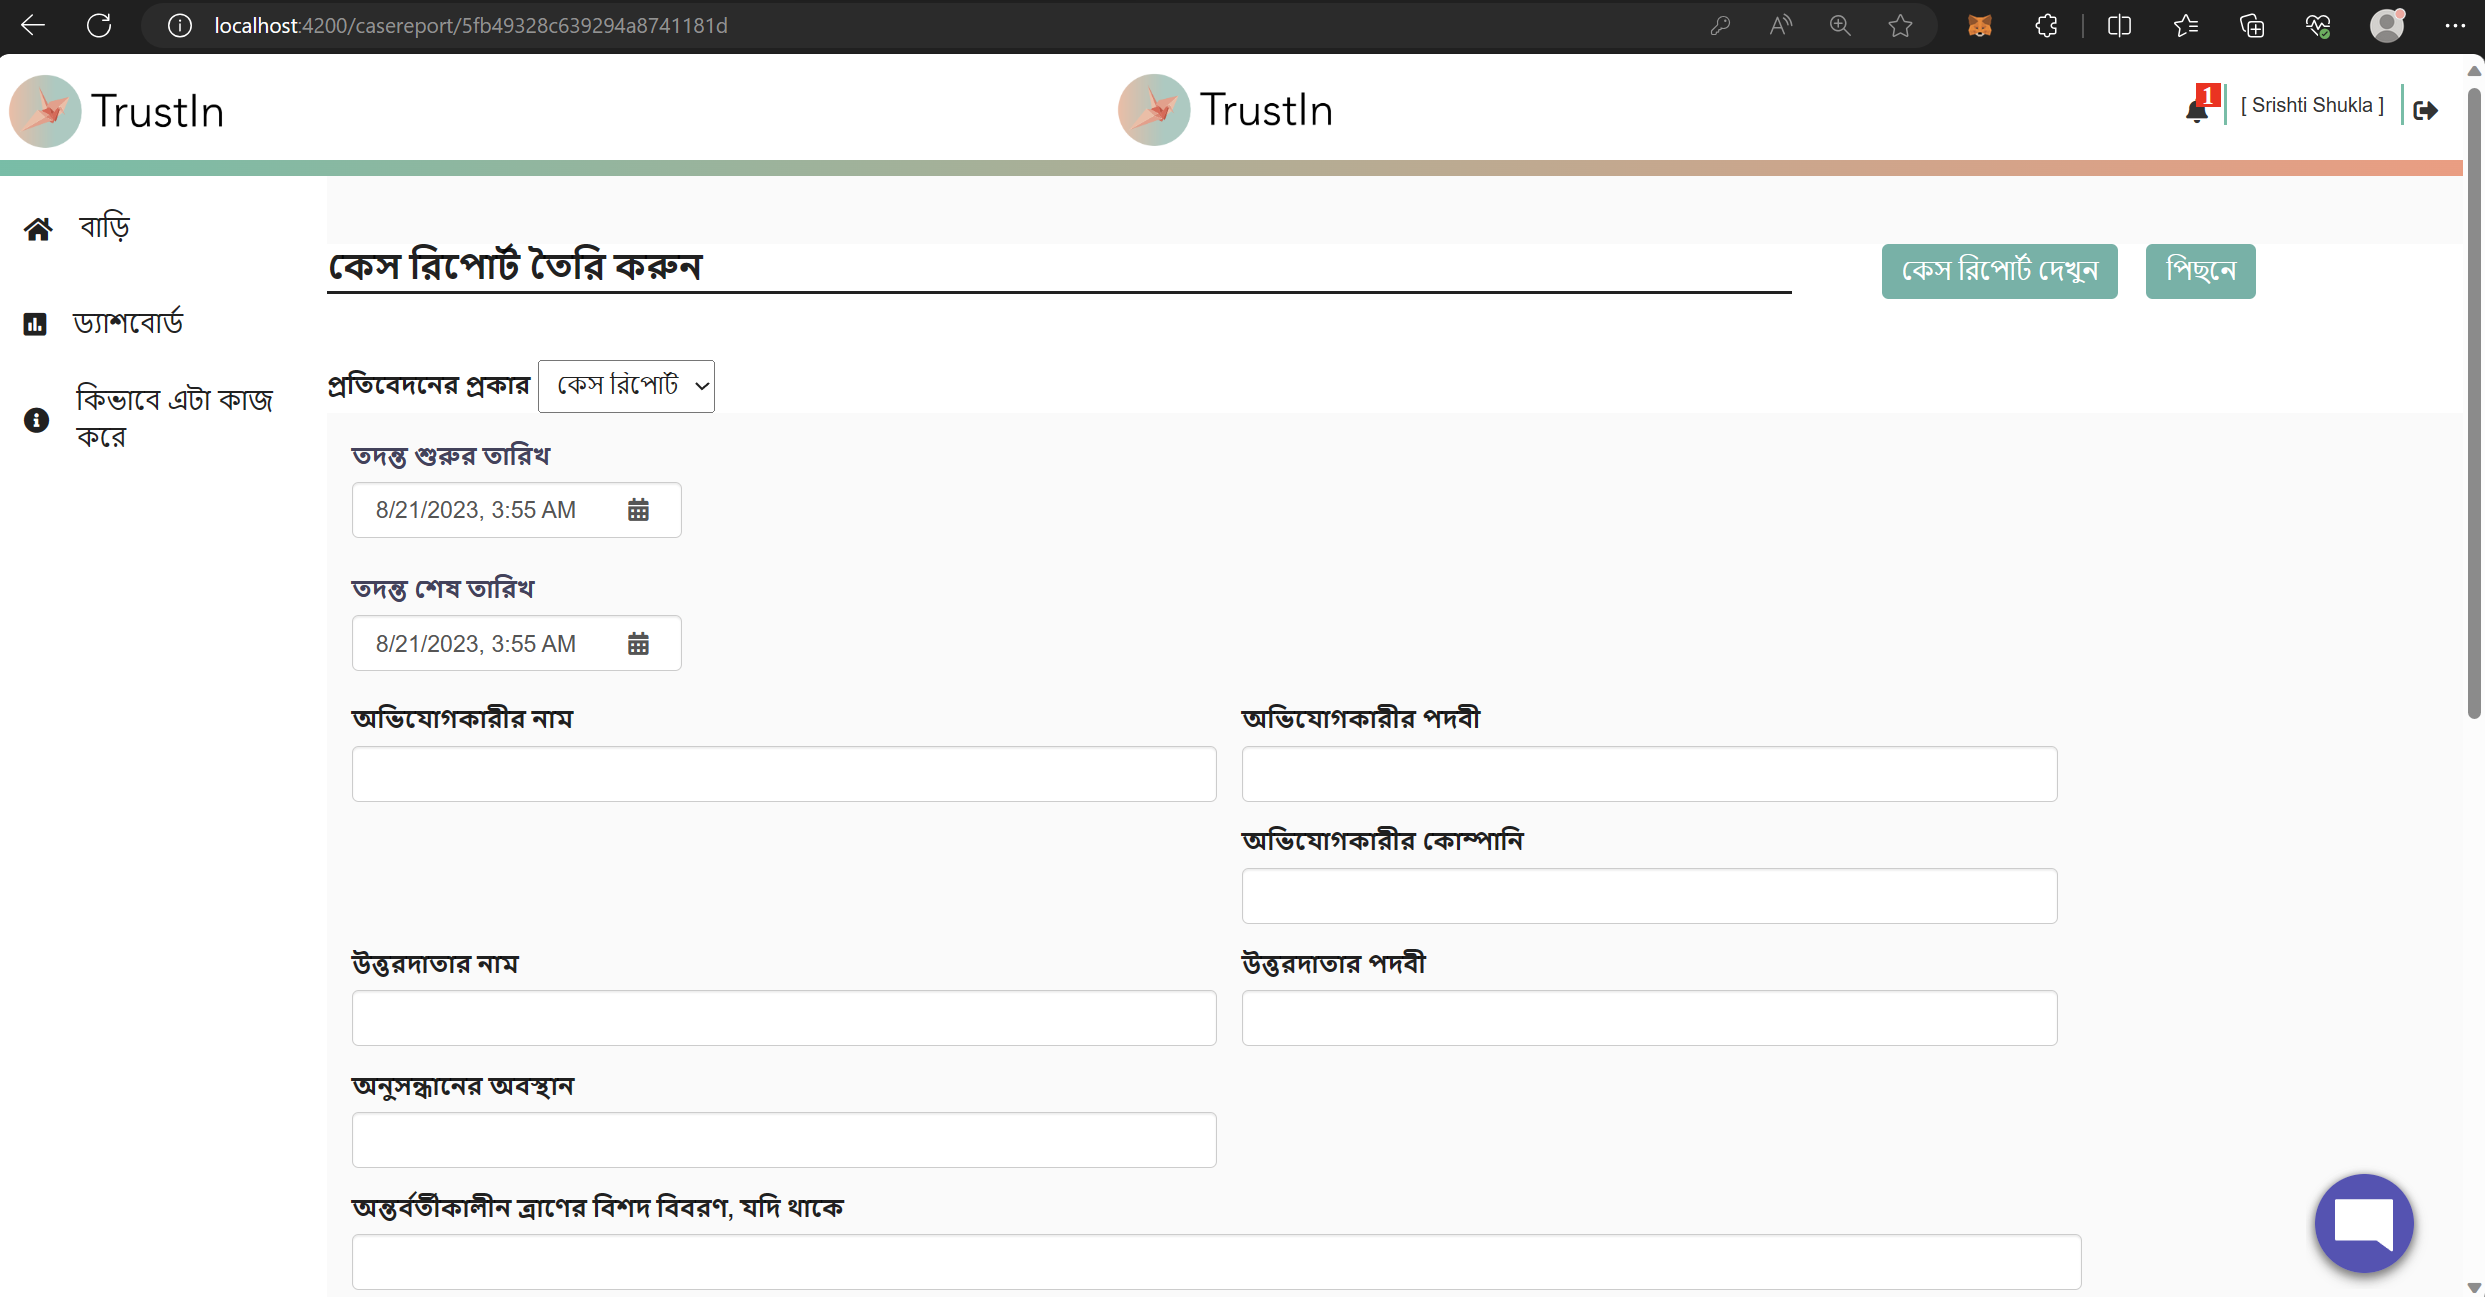 localhost:4200/casereport/5fb49328c639294a8741181d
TrustIn
TrustIn
1
[ Srishti Shukla ]
বাড়ি
ড্যাশবোর্ড
কিভাবে এটা কাজ
করে
কেস রিপোর্ট তৈরি করুন
কেস রিপোর্ট দেখুন
পিছনে
প্রতিবেদনের প্রকার
কেস রিপোর্ট
তদন্ত শুরুর তারিখ
8/21/2023, 3:55 AM
তদন্ত শেষ তারিখ
8/21/2023, 3:55 AM
অভিযোগকারীর নাম
অভিযোগকারীর পদবী
অভিযোগকারীর কোম্পানি
উত্তরদাতার নাম
উত্তরদাতার পদবী
অনুসন্ধানের অবস্থান
অন্তর্বর্তীকালীন ত্রাণের বিশদ বিবরণ, যদি থাকে